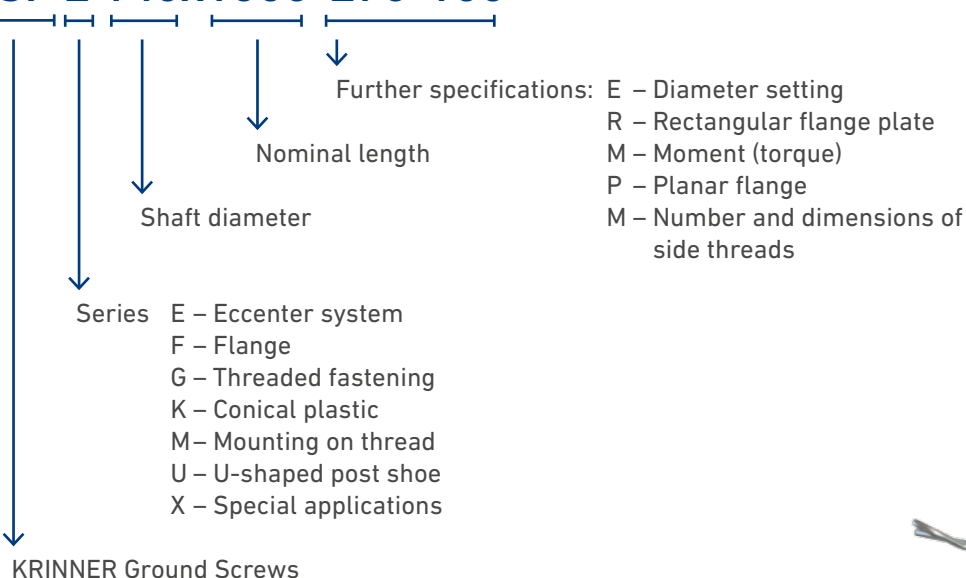 Further specifications: E – Diameter setting
R – Rectangular flange plate
Nominal length
M – Moment (torque)
P – Planar flange
Shaft diameter
M – Number and dimensions of
side threads
Series E – Eccenter system
F – Flange
G – Threaded fastening
K – Conical plastic
M – Mounting on thread
U – U-shaped post shoe
X – Special applications
KRINNER Ground Screws